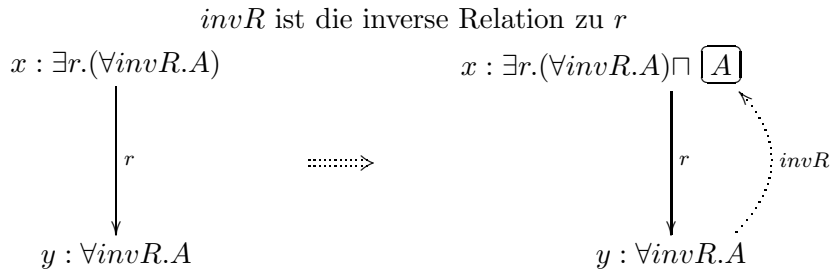 invR ist die inverse Relation zu r
x : ∃r.(∀invR.A)
x : ∃r.(∀invR.A)⊓ A
r
r
invR
y : ∀invR.A
y : ∀invR.A